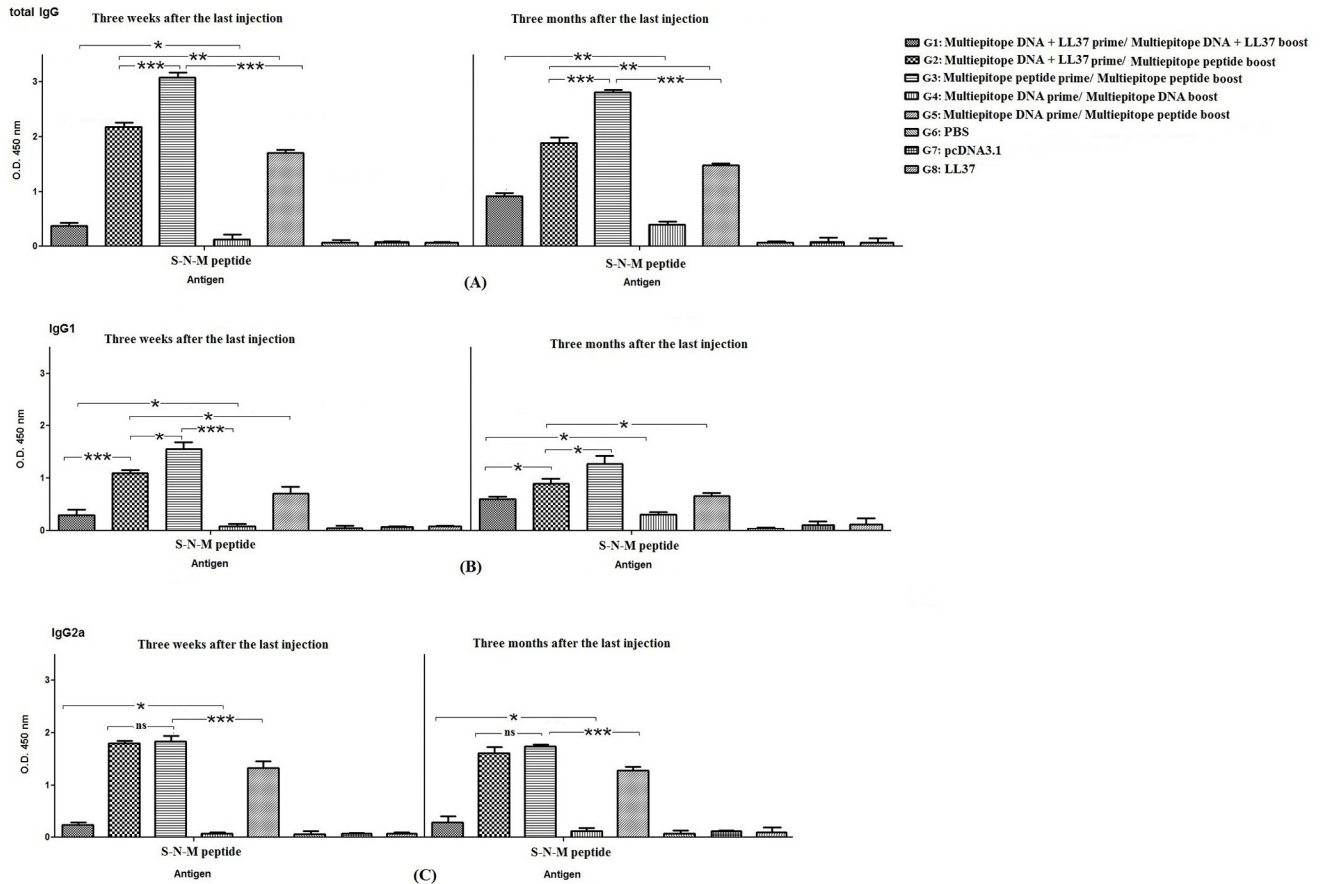 total IgG
Three weeks after the last injection
Three months after the last injection
O.D. 450 nm
3
2
1
0
*
**
***
***
**
**
***
***
S-N-M peptide
Antigen
S-N-M peptide
Antigen
(A)
G1: Multiepitope DNA + LL37 prime/ Multiepitope DNA + LL37 boost
G2: Multiepitope DNA + LL37 prime/ Multiepitope peptide boost
G3: Multiepitope peptide prime/ Multiepitope peptide boost
G4: Multiepitope DNA prime/ Multiepitope DNA boost
G5: Multiepitope DNA prime/ Multiepitope peptide boost
G6: PBS
G7: pcDNA3.1
G8: LL37
IgG1
Three weeks after the last injection
Three months after the last injection
O.D. 450 nm
3
2
1
0
*
*
***
*
***
*
*
*
*
S-N-M peptide
Antigen
S-N-M peptide
Antigen
(B)
IgG2a
Three weeks after the last injection
Three months after the last injection
O.D. 450 nm
3
2
1
0
*
ns
***
*
ns
***
S-N-M peptide
Antigen
S-N-M peptide
Antigen
(C)